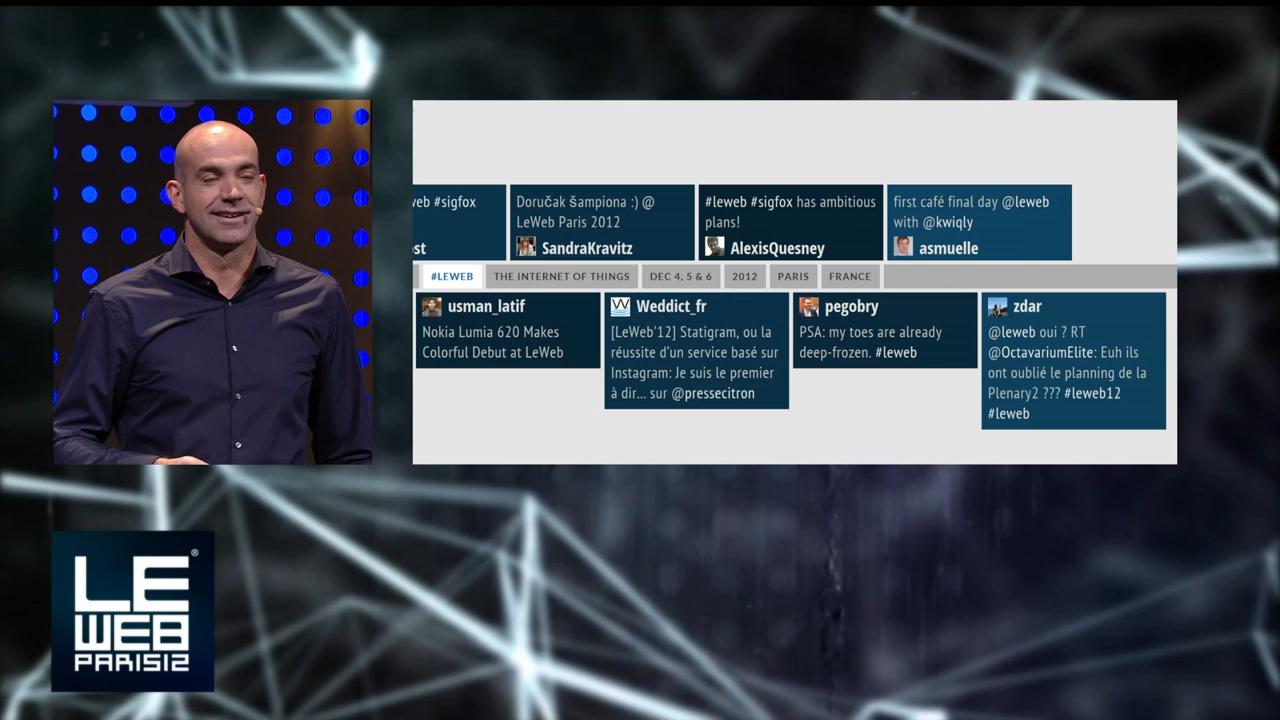 veb #sigfox
st
Doručak šampiona :) @
LeWeb Paris 2012
SandraKravitz
#leweb #sigfox has ambitious
plans!
AlexisQuesney
first café final day @leweb
with @kwiqly
asmuelle
#LEWEB
THE INTERNET OF THINGS
DEC 4, 5 & 6
2012
PARIS
FRANCE
usman_latif
Nokia Lumia 620 Makes
Colorful Debut at LeWeb
W
Weddict_fr
[LeWeb'12] Statigram, ou la
réussite d'un service basé sur
Instagram: Je suis le premier
à dir... sur @pressecitron
pegobry
PSA: my toes are already
deep-frozen. #leweb
zdar
@leweb oui ? RT
@OctavariumElite: Euh ils
ont oublié le planning de la
Plenary2 ??? #leweb12
#leweb
LE
WEB
PARIS12
®